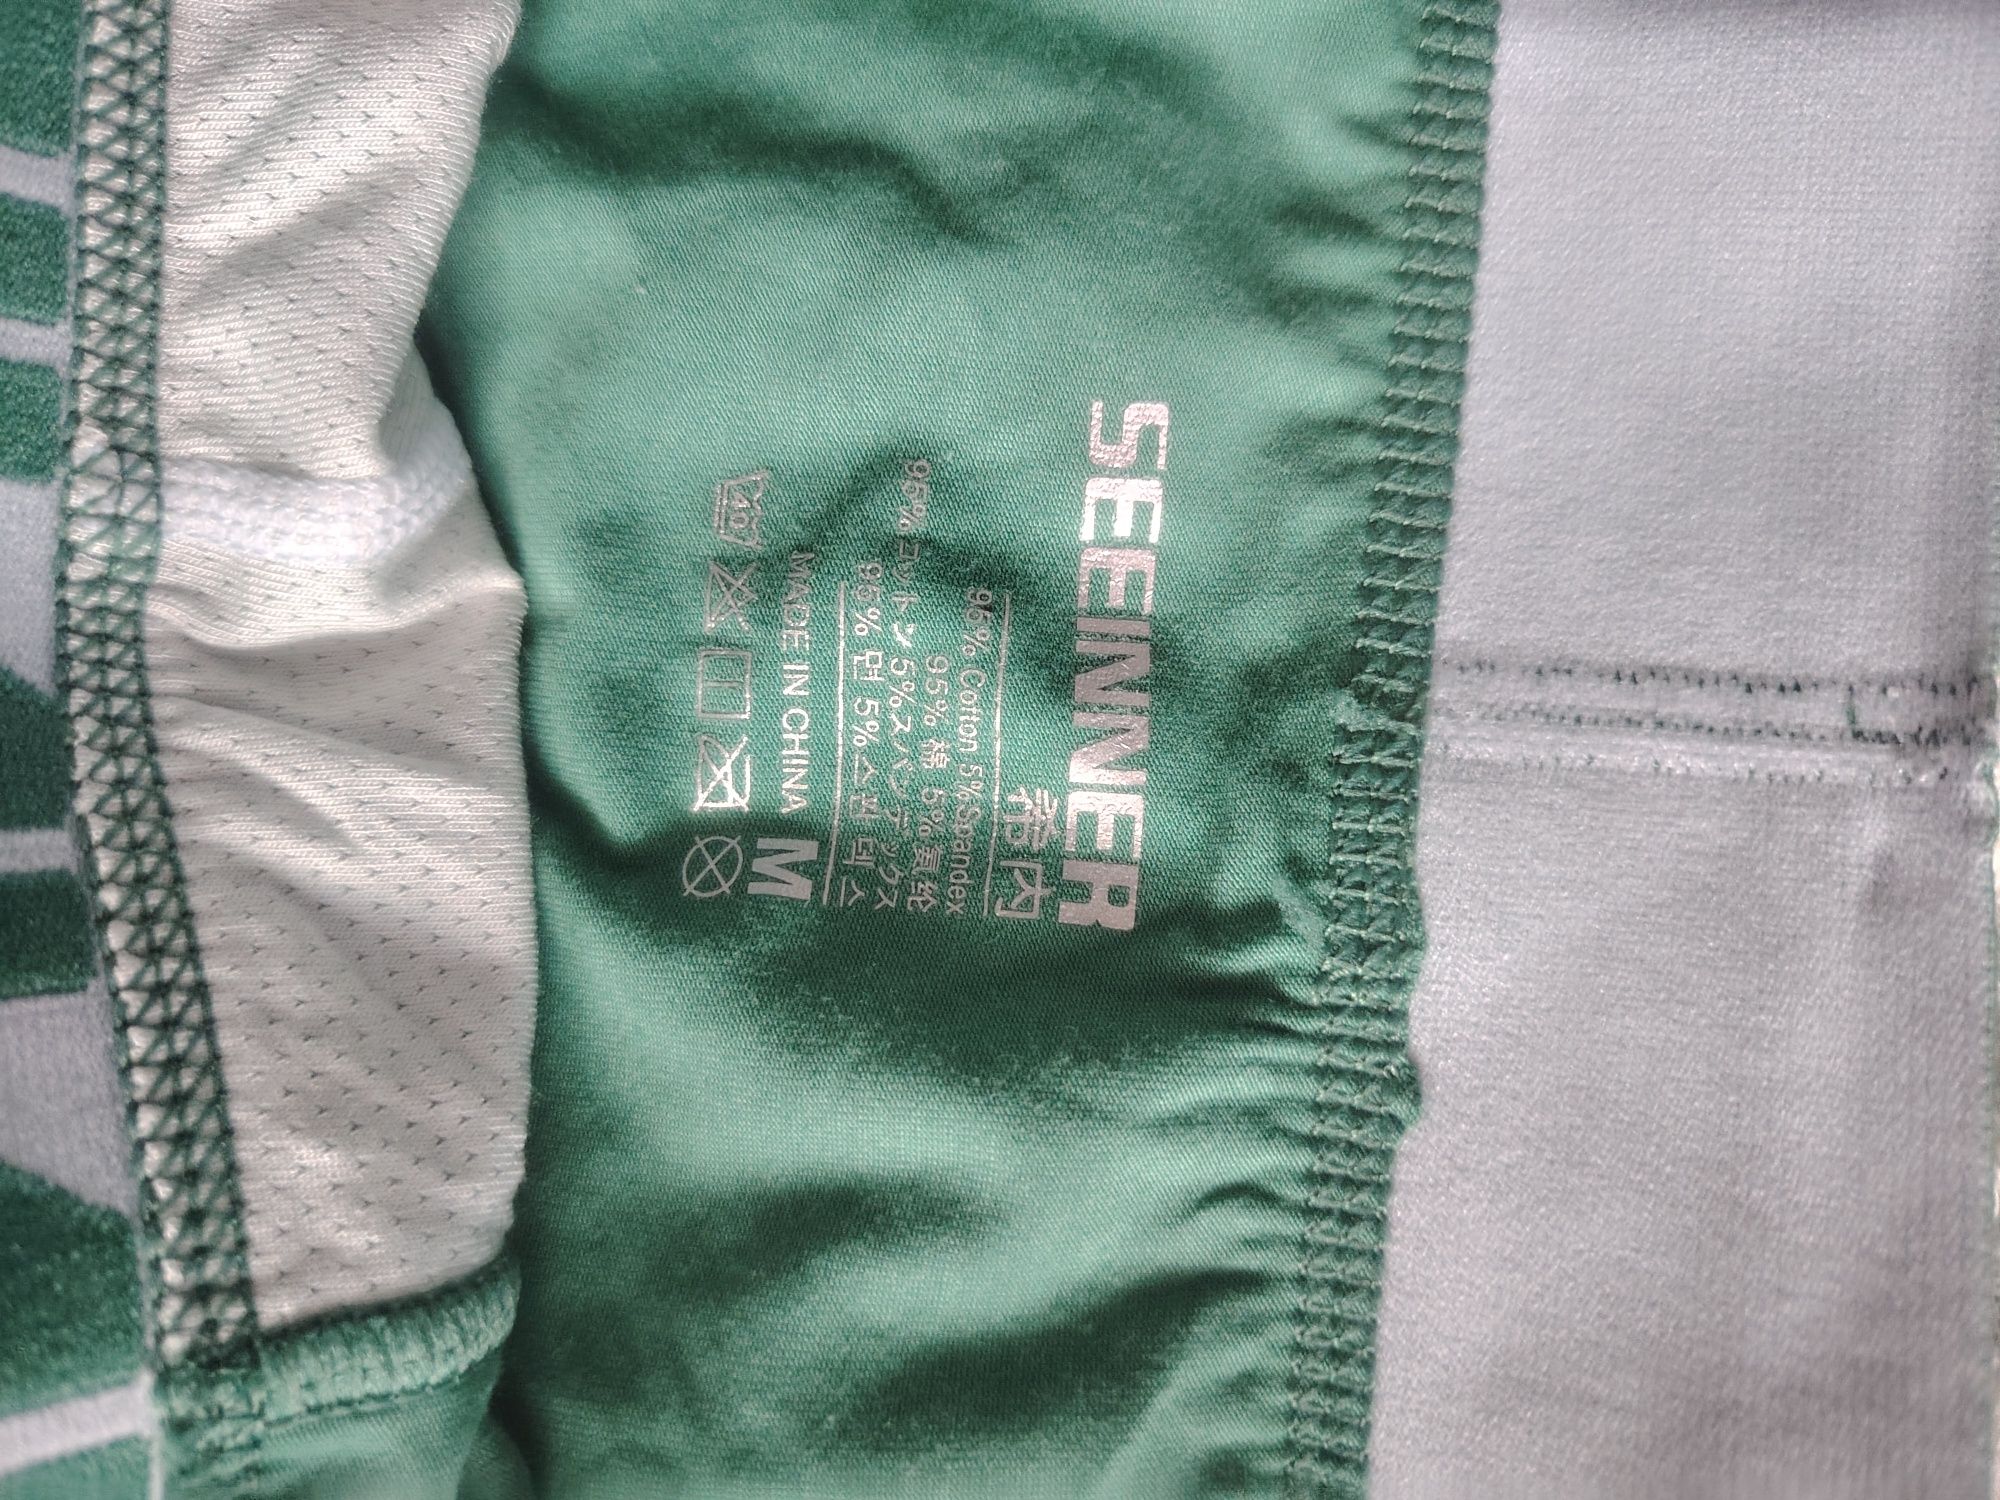 SEEINNER
希内
95% Cotton 5%Spandex
95% 棉 5%氨纶
95% コットン 5%スパンデックス
95% 면 5% 스판덱스
MADE IN CHINA M
40